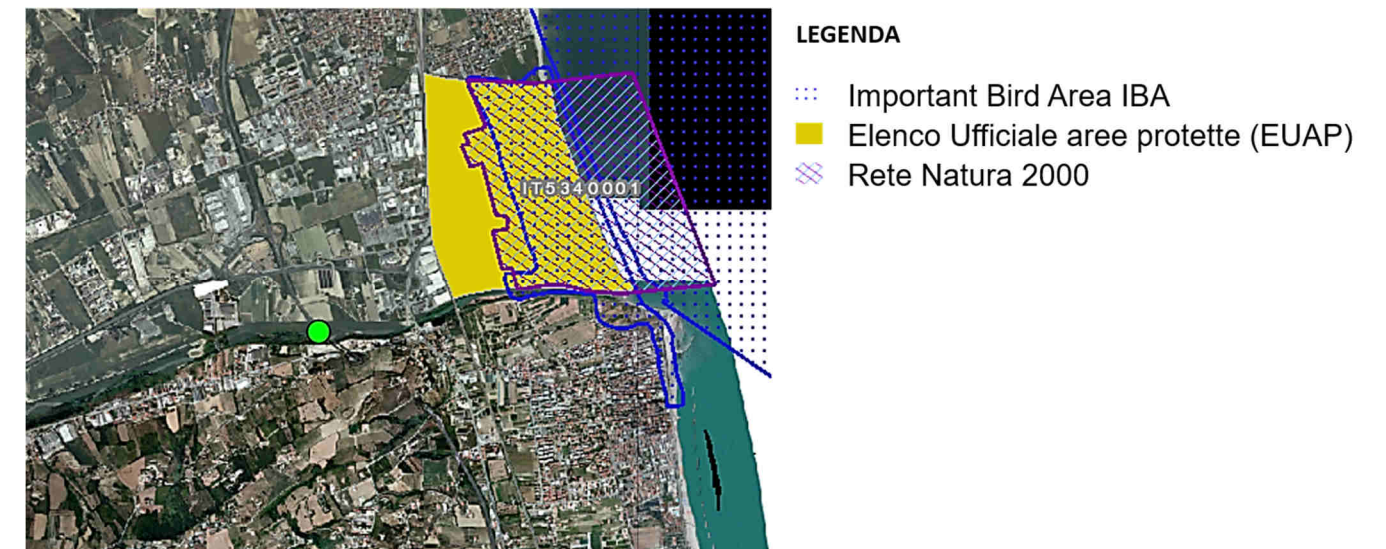 LEGENDA
Important Bird Area IBA
Elenco Ufficiale aree protette (EUAP)
Rete Natura 2000
IT5340001